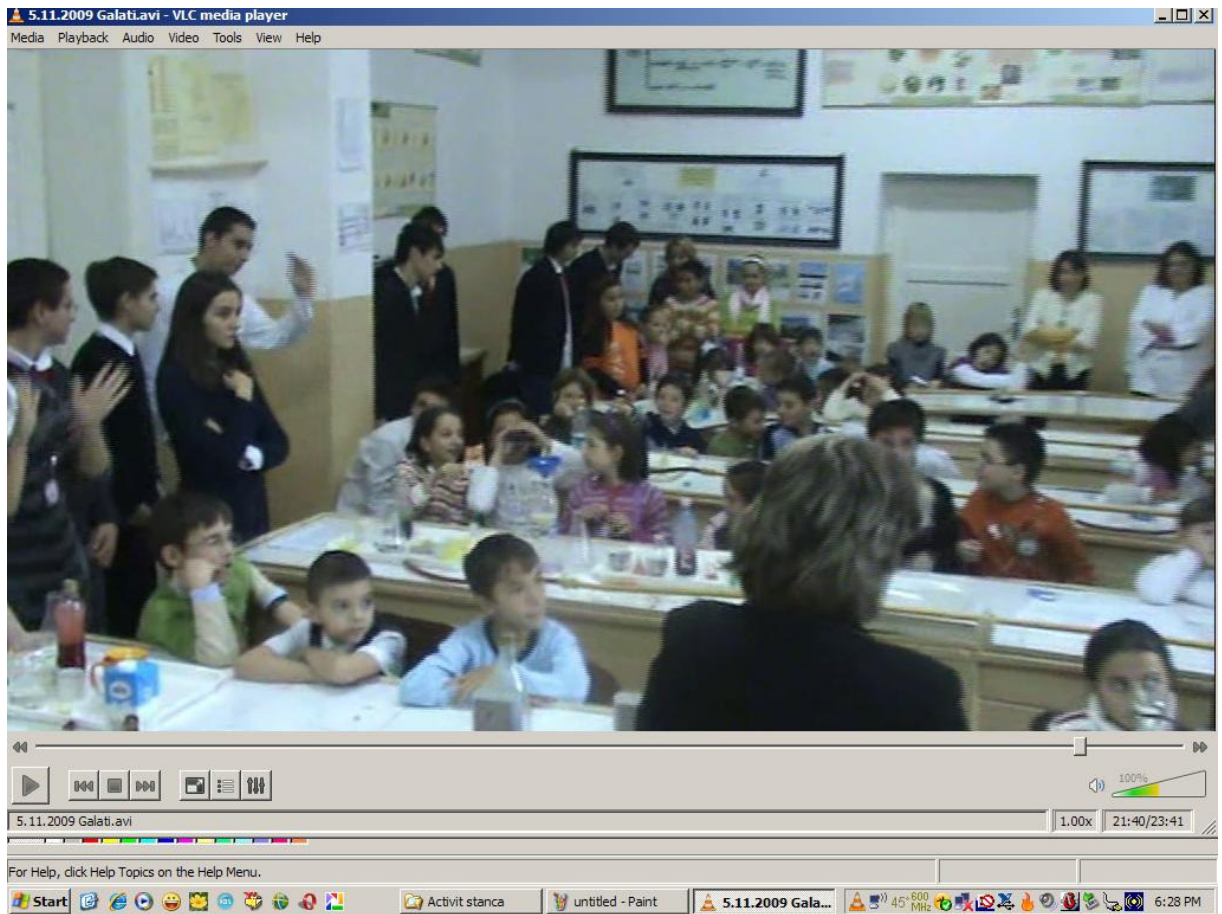 5.11.2009 Galati.avi - VLC media player
Media Playback Audio Video Tools View Help
100%
5.11.2009 Galati.avi
1.00x 21:40/23:41
For Help, click Help Topics on the Help Menu.
Start Activit stanca untitled - Paint 5.11.2009 Gala... 45° 600 MHz 6:28 PM